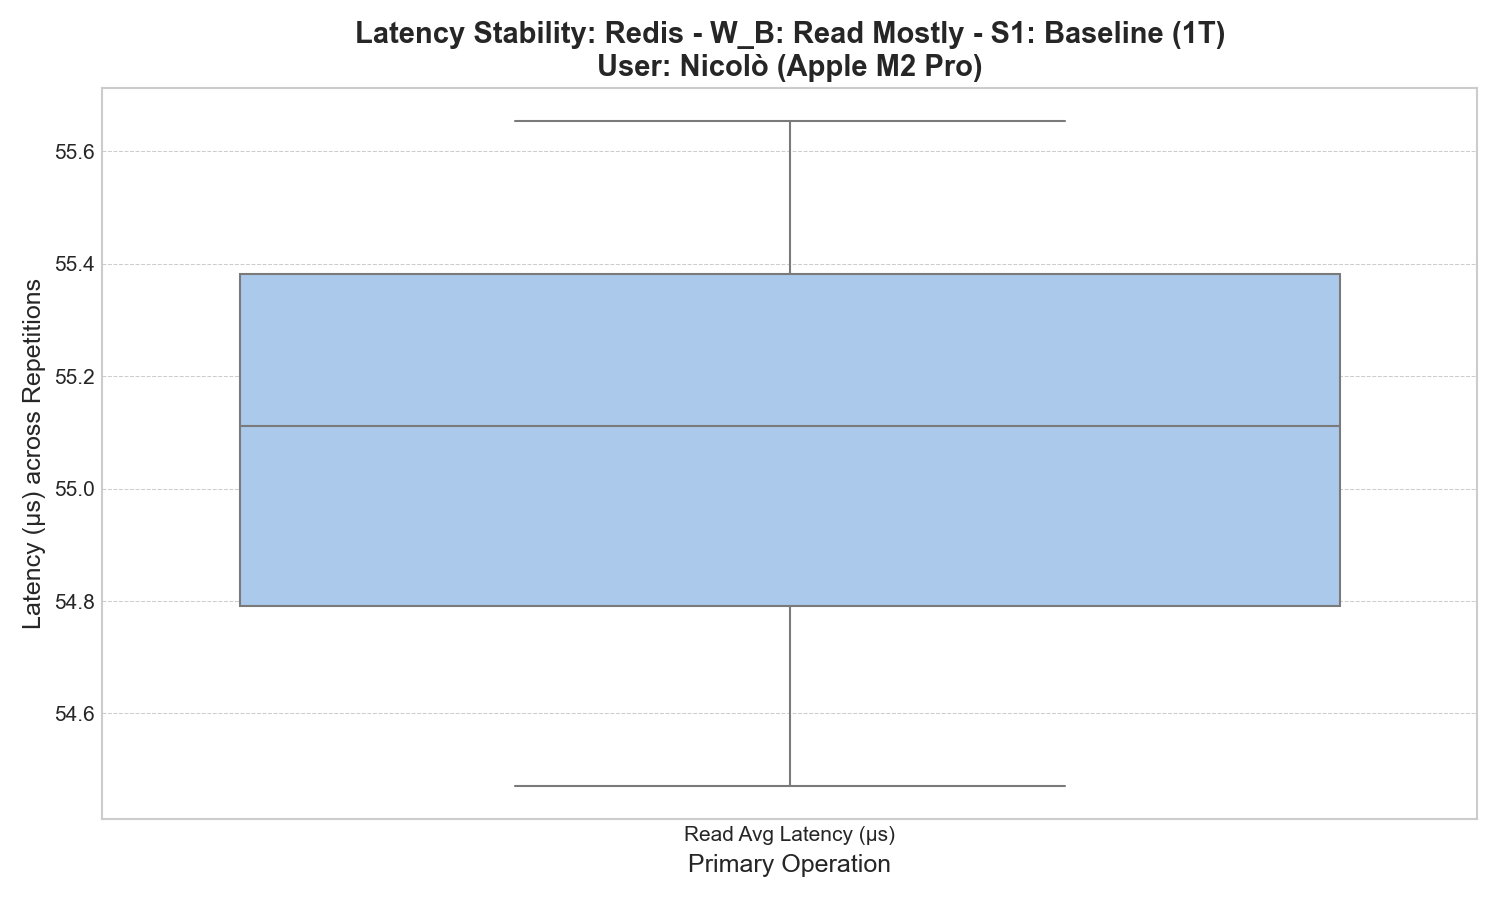 Latency Stability: Redis - W_B: Read Mostly - S1: Baseline (1T)
User: Nicolò (Apple M2 Pro)
Latency (µs) across Repetitions
55.6
55.4
55.2
55.0
54.8
54.6
Read Avg Latency (µs)
Primary Operation